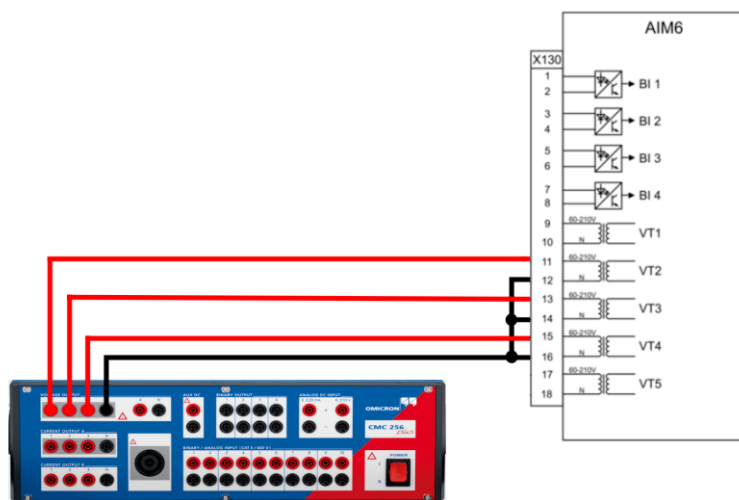 AIM6
X130
1
2
BI 1
3
4
BI 2
5
6
BI 3
7
8
BI 4
9
60-210V
VT1
10
N
11
60-210V
VT2
12
N
13
60-210V
VT3
14
N
15
60-210V
VT4
16
N
17
60-210V
VT5
18
N
VOLTAGE OUTPUT
AUX DC
BINARY OUTPUT
ANALOG DC INPUT
OMICRON
CMC 256
CURRENT OUTPUT A
CURRENT OUTPUT B
BINARY / ANALOG INPUT
POWER